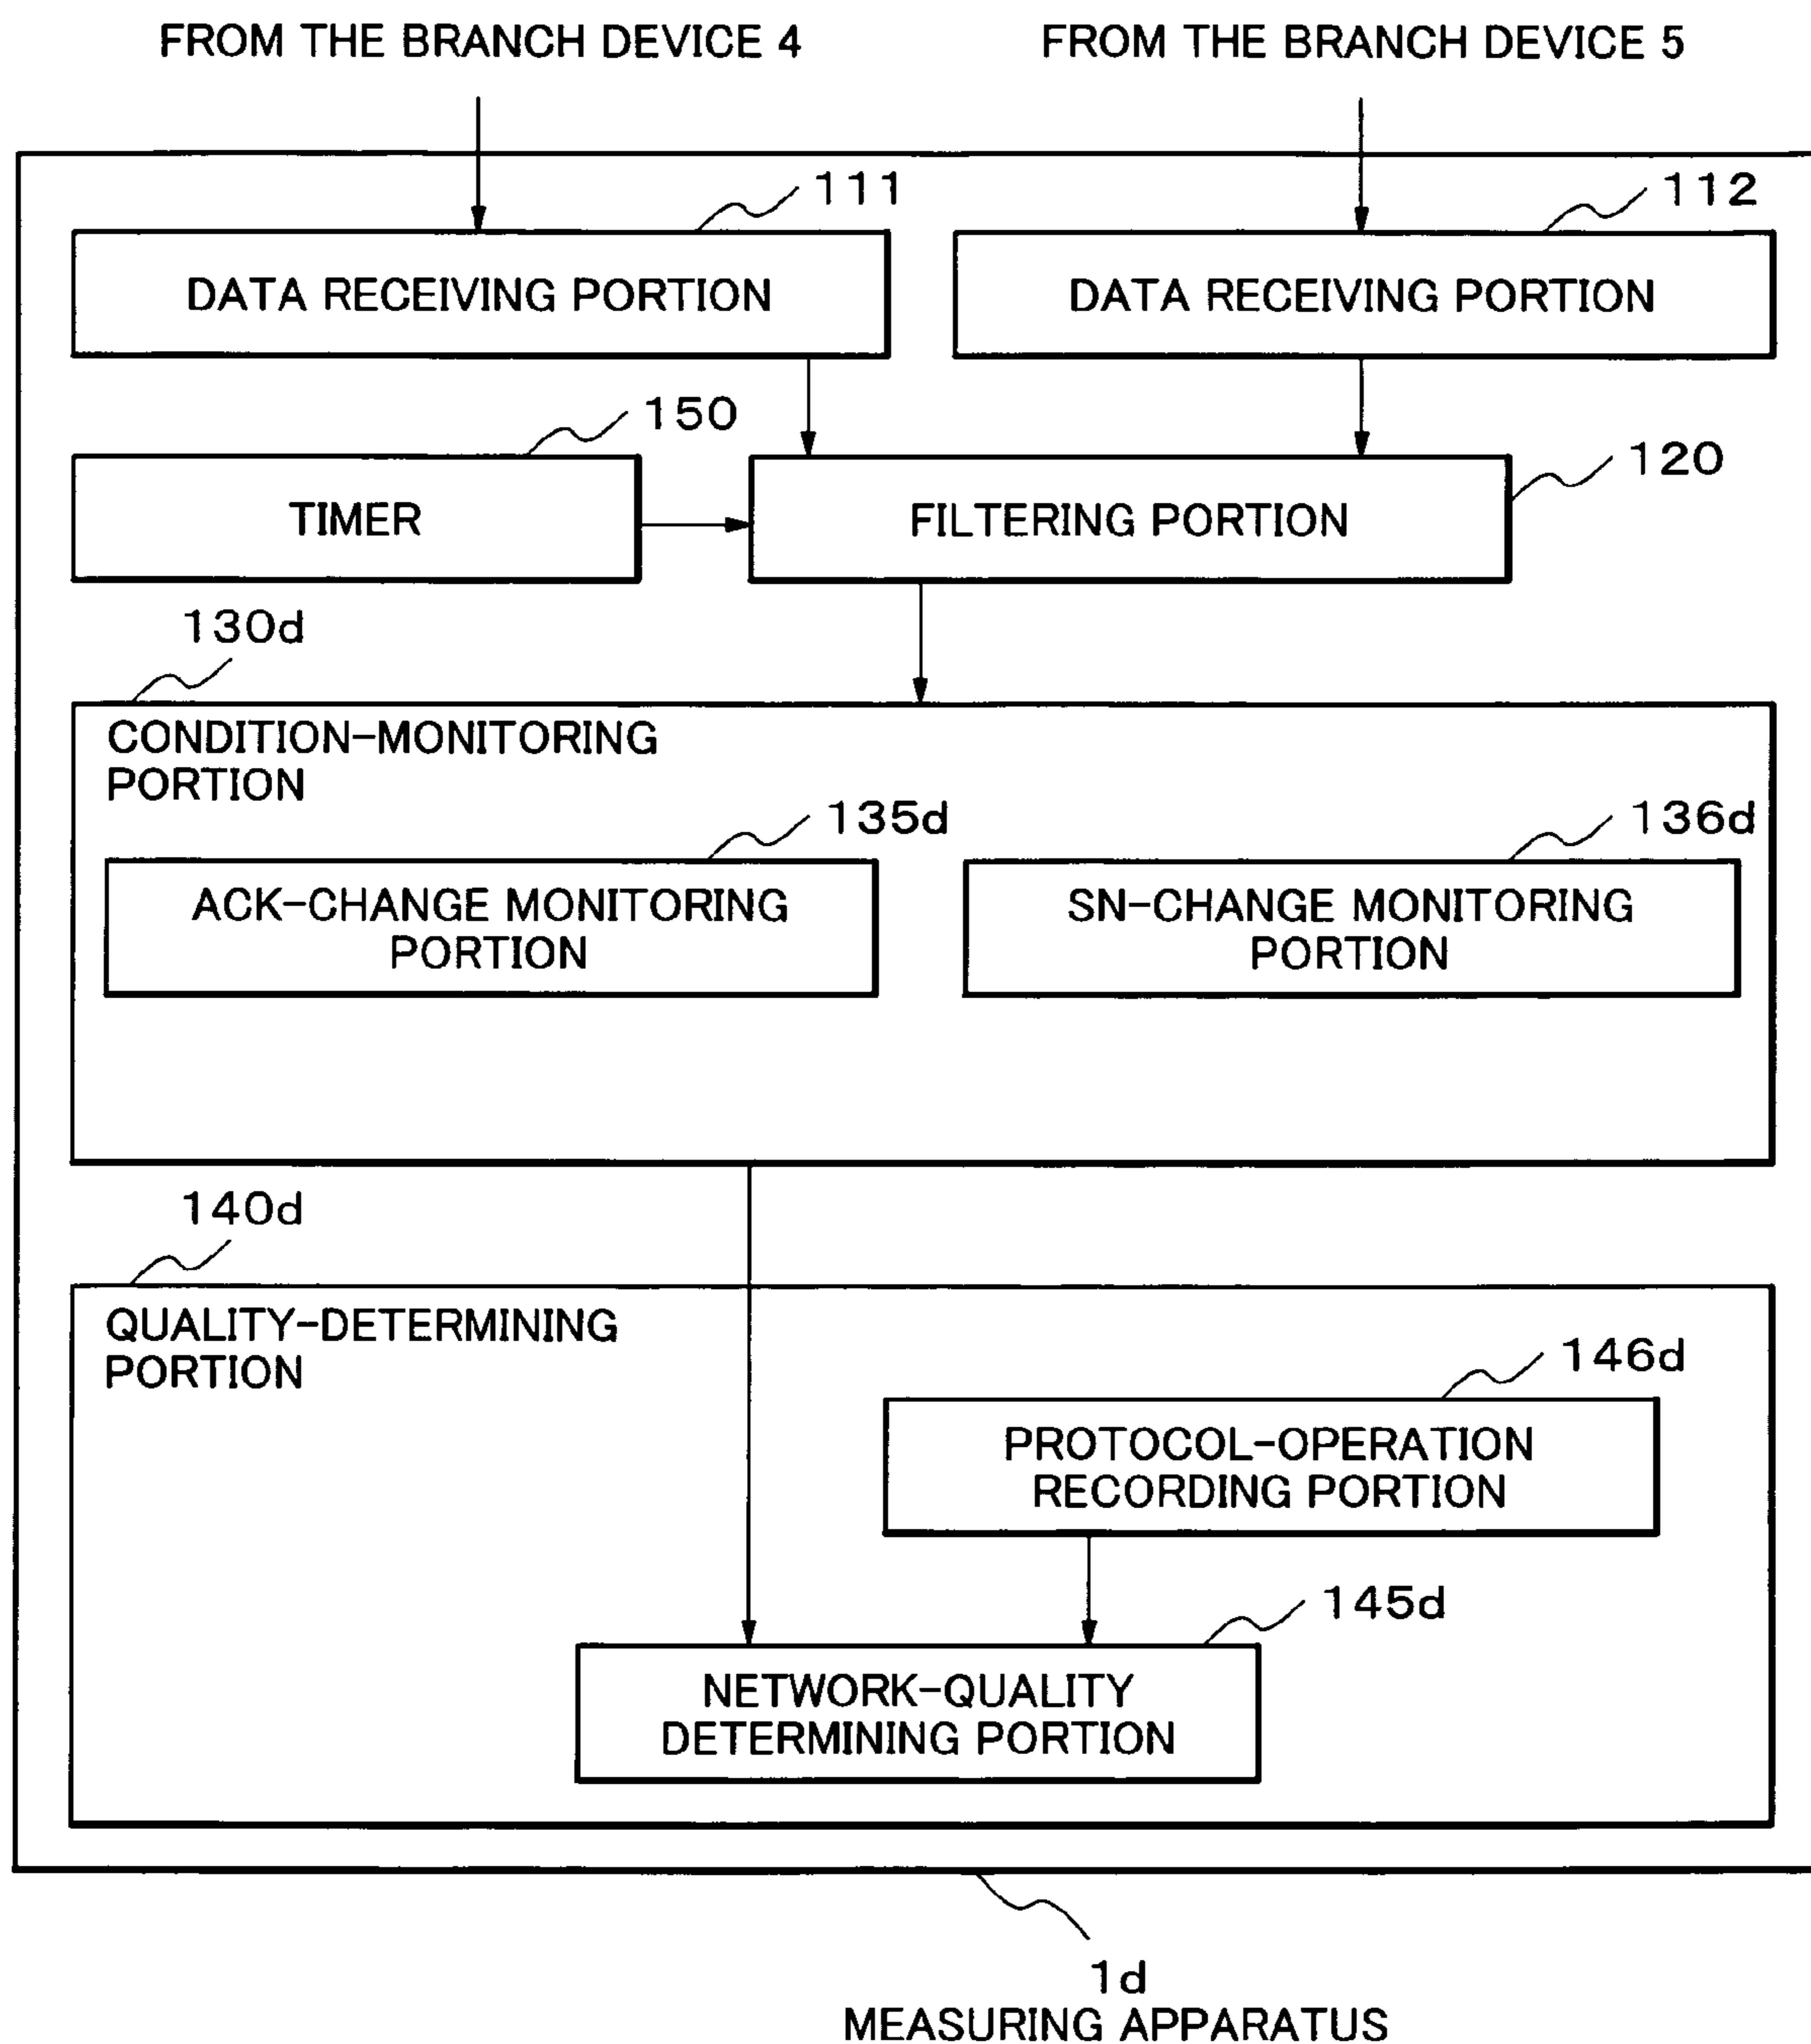 FROM THE BRANCH DEVICE 4
FROM THE BRANCH DEVICE 5
111
112
DATA RECEIVING PORTION
DATA RECEIVING PORTION
150
120
TIMER
FILTERING PORTION
130d
CONDITION-MONITORING
PORTION
135d
136d
ACK-CHANGE MONITORING
PORTION
SN-CHANGE MONITORING
PORTION
140d
QUALITY-DETERMINING
PORTION
146d
PROTOCOL-OPERATION
RECORDING PORTION
145d
NETWORK-QUALITY
DETERMINING PORTION
1d
MEASURING APPARATUS